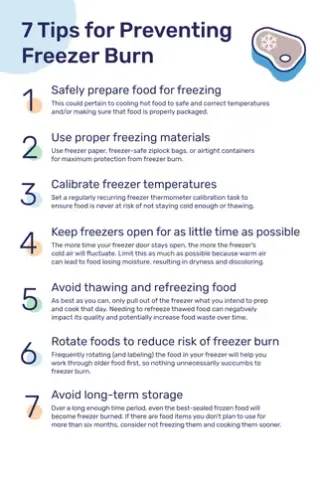 7 Tips for Preventing
Freezer Burn
1
Safely prepare food for freezing
This could pertain to cooling hot food to safe and correct temperatures
and/or making sure that food is properly packaged.
2
Use proper freezing materials
Use freezer paper, freezer-safe ziplock bags, or airtight containers
for maximum protection from freezer burn.
3
Calibrate freezer temperatures
Set a regularly recurring freezer thermometer calibration task to
ensure food is never at risk of not staying cold enough or thawing.
4
Keep freezers open for as little time as possible
The more time your freezer door stays open, the more the freezer's
cold air will fluctuate. Limit this as much as possible because warm air
can lead to food losing moisture, resulting in dryness and discoloring.
5
Avoid thawing and refreezing food
As best as you can, only pull out of the freezer what you intend to prep
and cook that day. Needing to refreeze thawed food can negatively
impact its quality and potentially increase food waste over time.
6
Rotate foods to reduce risk of freezer burn
Frequently rotating (and labeling) the food in your freezer will help you
work through older food first, so nothing unnecessarily succumbs to
freezer burn.
7
Avoid long-term storage
Over a long enough time period, even the best-sealed frozen food will
become freezer burned. If there are food items you don't plan to use for
more than six months, consider not freezing them and cooking them sooner.